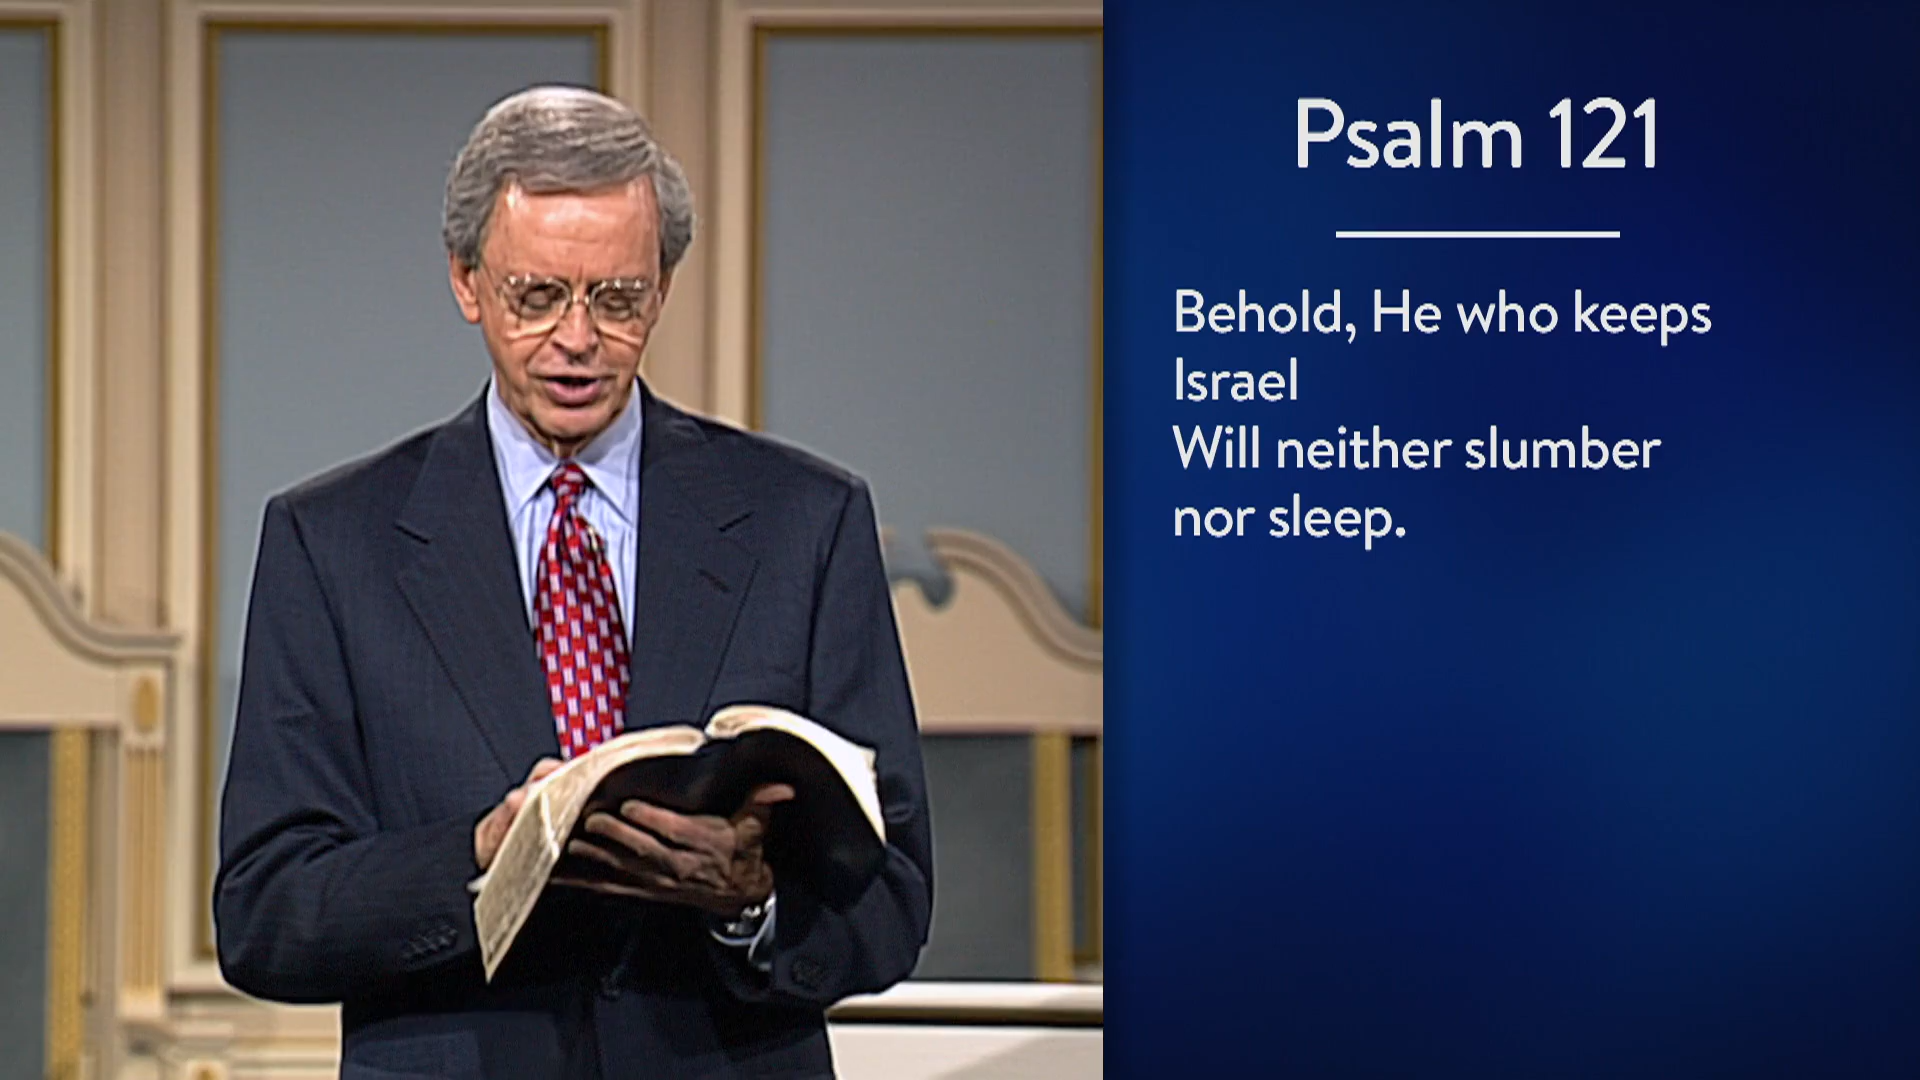 Psalm 121
Behold, He who keeps
Israel
Will neither slumber
nor sleep.